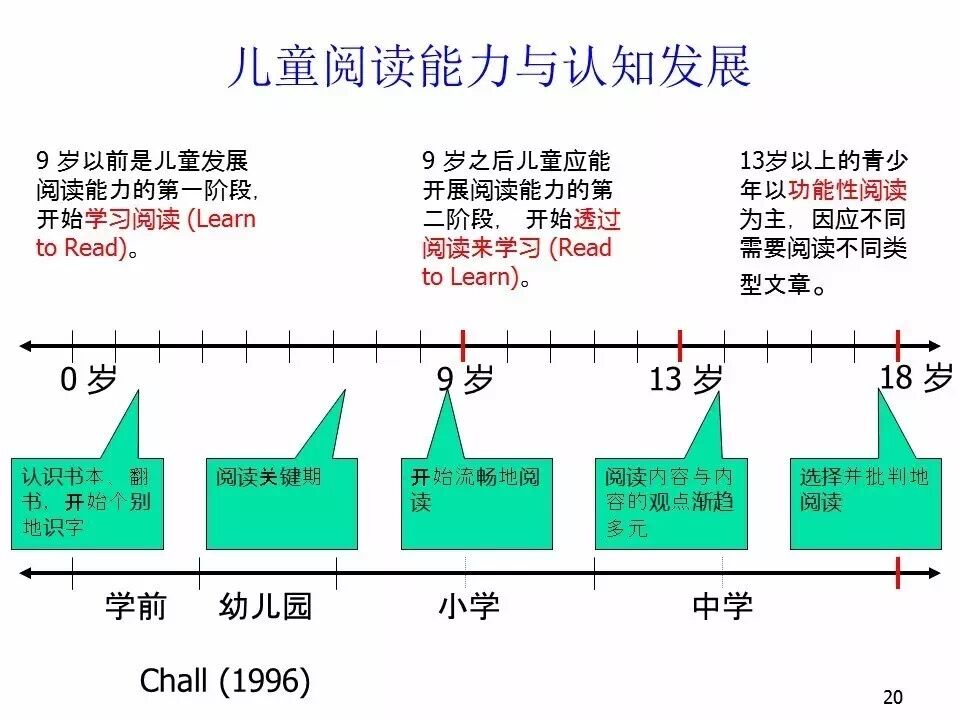 儿童阅读能力与认知发展
9 岁以前是儿童发展
阅读能力的第一阶段，
开始学习阅读 (Learn
to Read)。
9 岁之后儿童应能
开展阅读能力的第
二阶段， 开始透过
阅读来学习 (Read
to Learn)。
13岁以上的青少
年以功能性阅读
为主，因应不同
需要阅读不同类
型文章。
0 岁
9 岁
13 岁
18 岁
认识书本、翻
书，开始个别
地识字
阅读关键期
开始流畅地阅
读
阅读内容与内
容的观点渐趋
多元
选择并批判地
阅读
学前
幼儿园
小学
中学
Chall (1996)
20